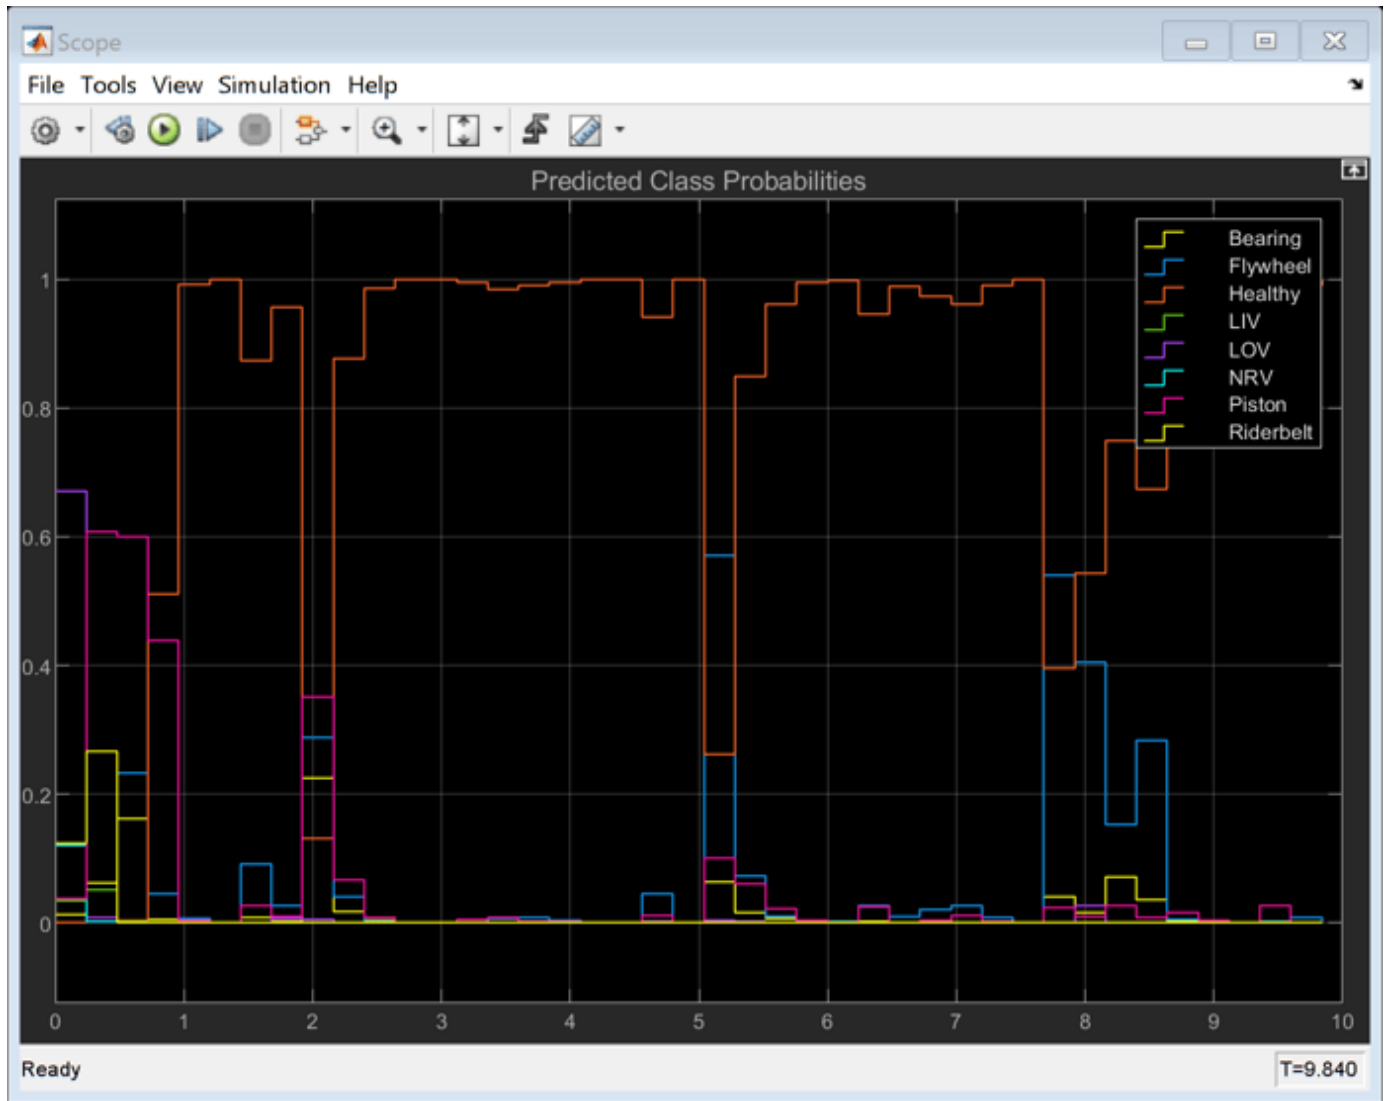 Scope
File Tools View Simulation Help
Predicted Class Probabilities
Bearing
Flywheel
Healthy
LIV
LOV
NRV
Piston
Riderbelt
1
0.8
0.6
0.4
0.2
0
0 1 2 3 4 5 6 7 8 9 10
Ready T=9.840